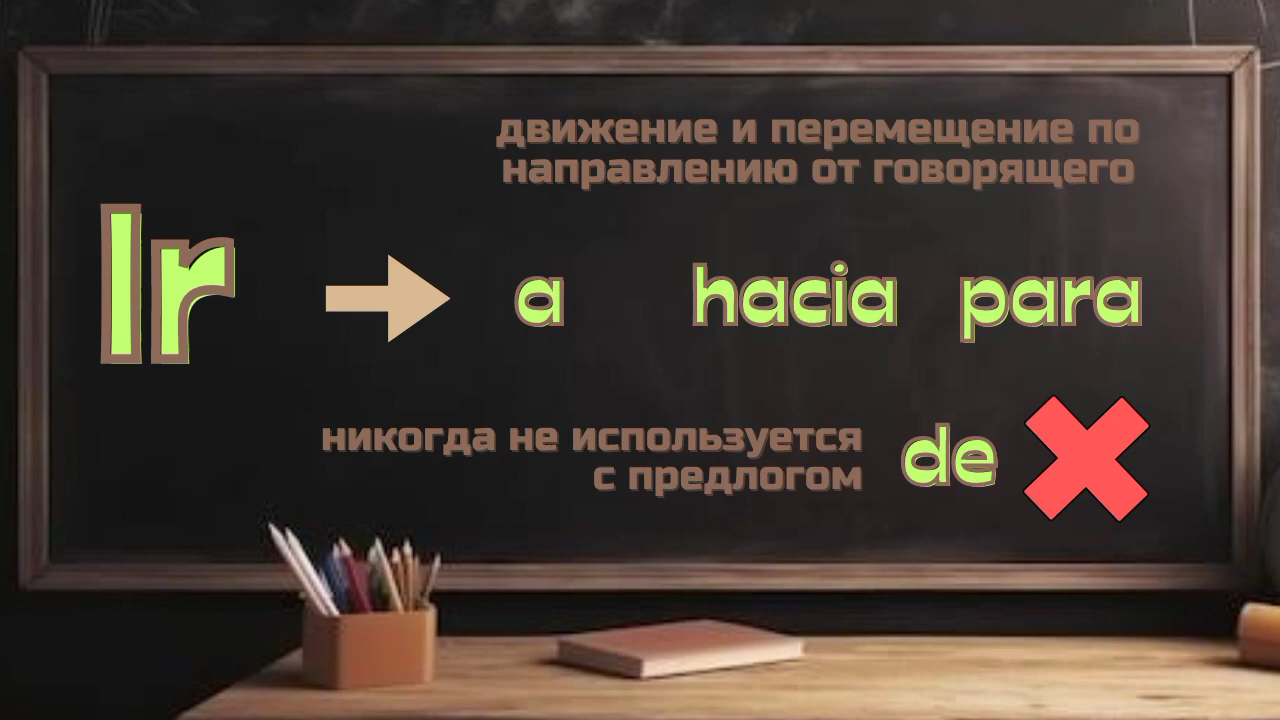 движение и перемещение по
направлению от говорящего
Ir a hacia para
никогда не используется
с предлогом de